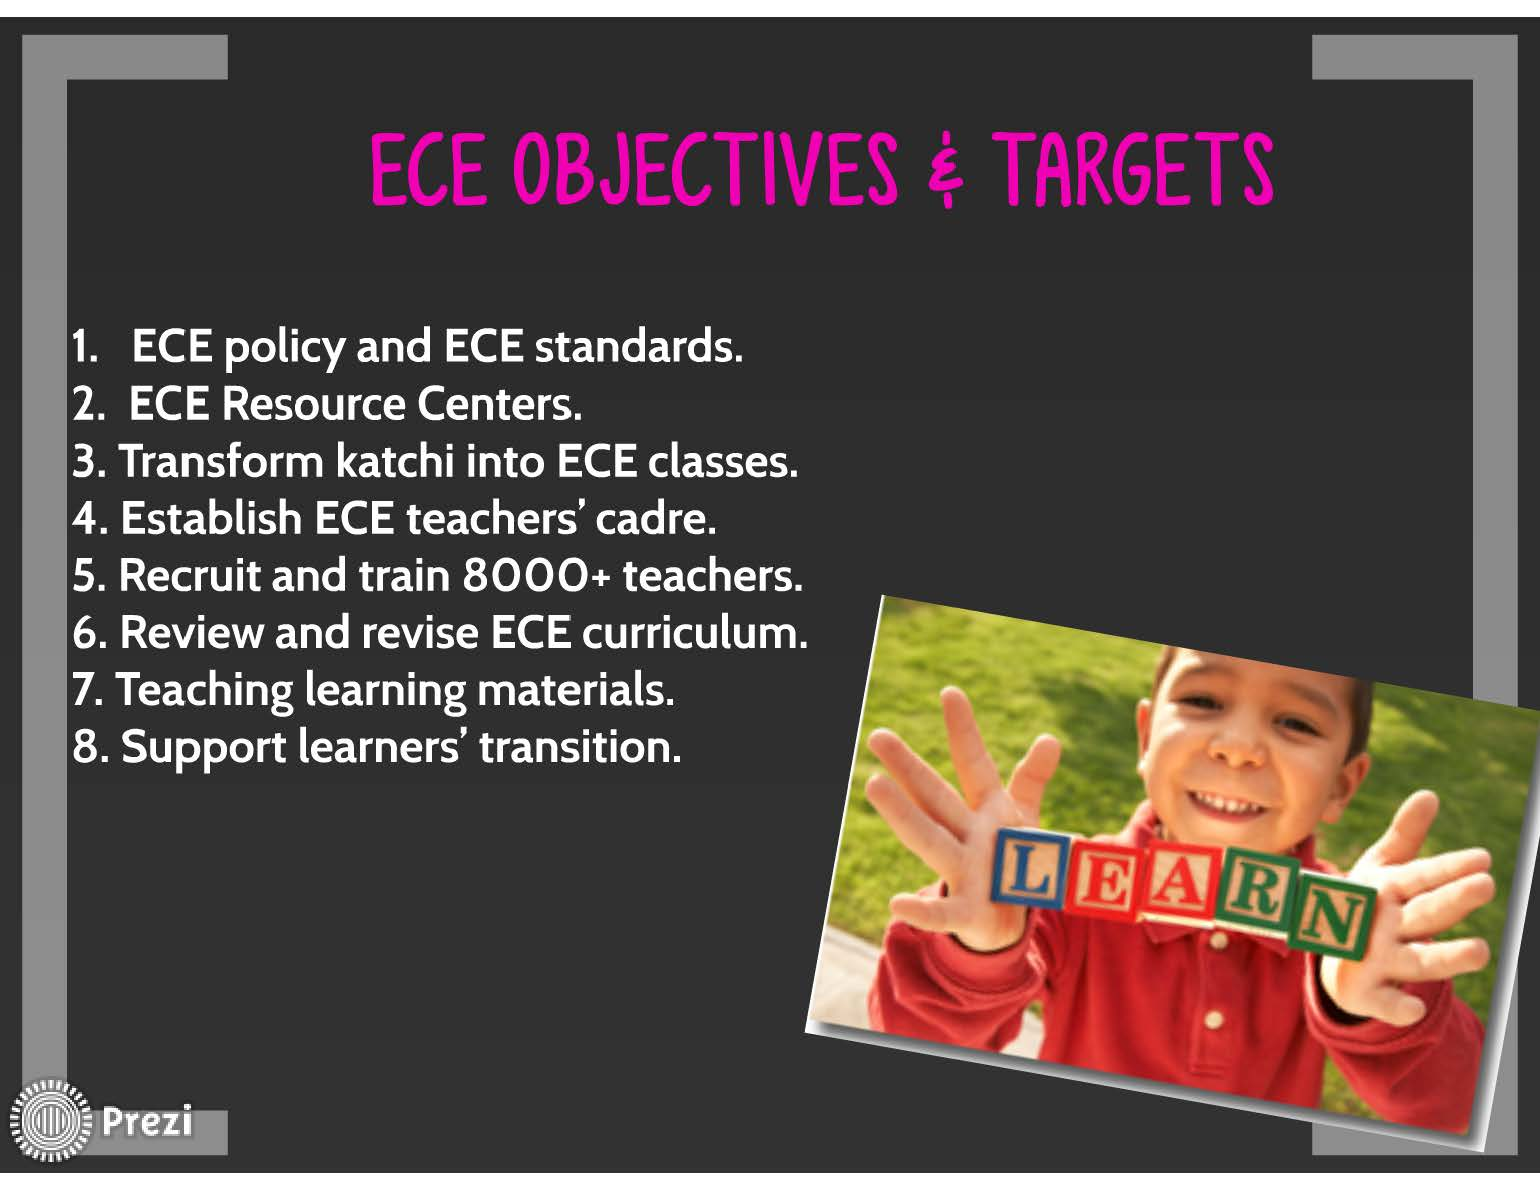 ECE OBJECTIVES & TARGETS
1. ECE policy and ECE standards.
2. ECE Resource Centers.
3. Transform katchi into ECE classes.
4. Establish ECE teachers’ cadre.
5. Recruit and train 8000+ teachers.
6. Review and revise ECE curriculum.
7. Teaching learning materials.
8. Support learners’ transition.
LEARN
Prezi